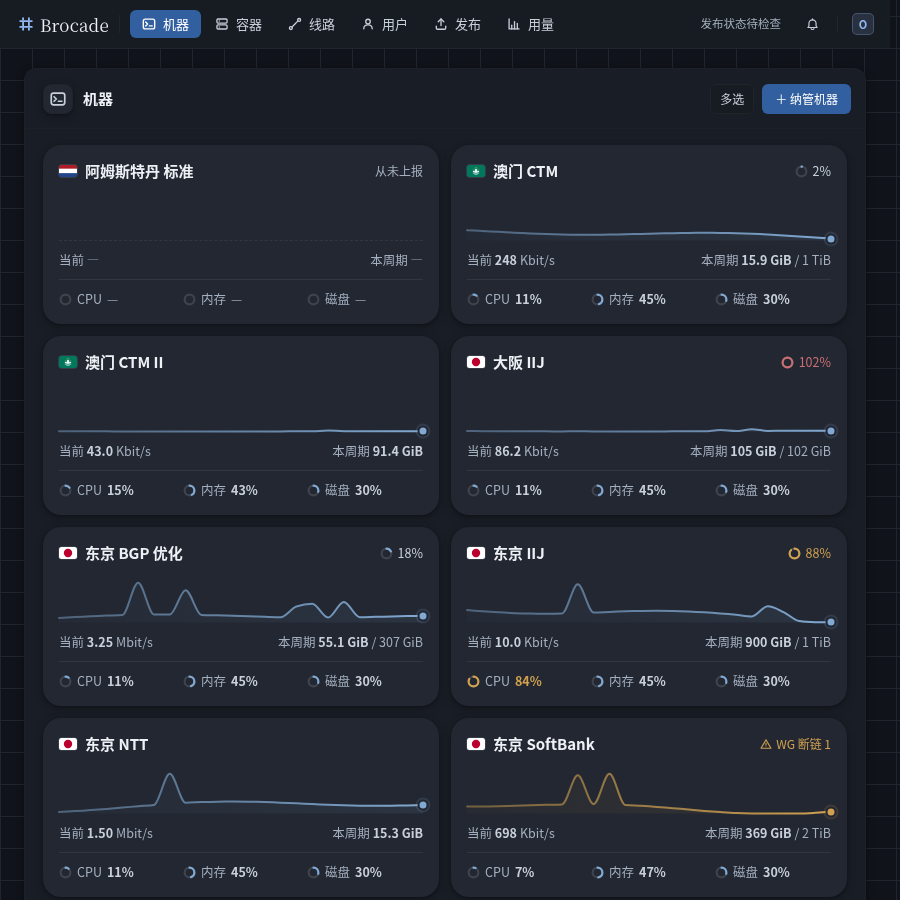 Brocade 机器 容器 线路 用户 发布 用量 发布状态待检查 O
机器 多选 + 纳管机器
阿姆斯特丹 标准 从未上报
当前 — 本周期 —
CPU — 内存 — 磁盘 —
澳门 CTM 2%
当前 248 Kbit/s 本周期 15.9 GiB / 1 TiB
CPU 11% 内存 45% 磁盘 30%
澳门 CTM II
当前 43.0 Kbit/s 本周期 91.4 GiB
CPU 15% 内存 43% 磁盘 30%
大阪 IIJ 102%
当前 86.2 Kbit/s 本周期 105 GiB / 102 GiB
CPU 11% 内存 45% 磁盘 30%
东京 BGP 优化 18%
当前 3.25 Mbit/s 本周期 55.1 GiB / 307 GiB
CPU 11% 内存 45% 磁盘 30%
东京 IIJ 88%
当前 10.0 Kbit/s 本周期 900 GiB / 1 TiB
CPU 84% 内存 45% 磁盘 30%
东京 NTT
当前 1.50 Mbit/s 本周期 15.3 GiB
CPU 11% 内存 45% 磁盘 30%
东京 SoftBank WG 断链 1
当前 698 Kbit/s 本周期 369 GiB / 2 TiB
CPU 7% 内存 47% 磁盘 30%